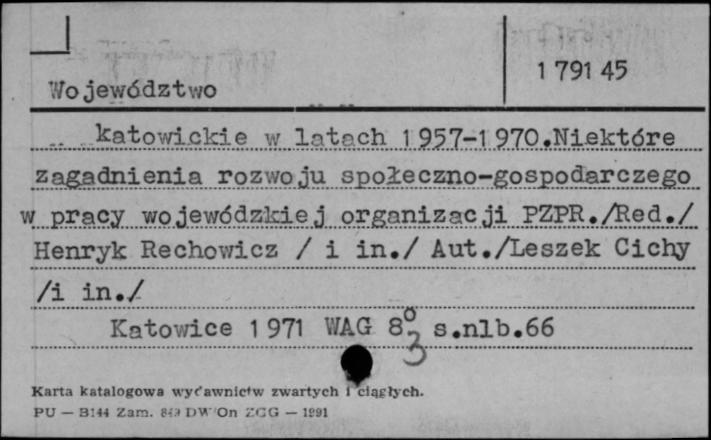 1 791 45
Województwo
katowickie w latach 1957-1970.Niektóre
zagadnienia rozwoju społeczno-gospodarczego
w pracy wojewódzkiej organizacji PZPR./Red./
Henryk Rechowicz / i in./ Aut./Leszek Cichy
/i in./
Katowice 1971 WAG 8° s.nlb.66
3
Karta katalogowa wydawnictw zwartych i ciągłych.
PU — B144 Zam. 849 DW On ZGG — 1991